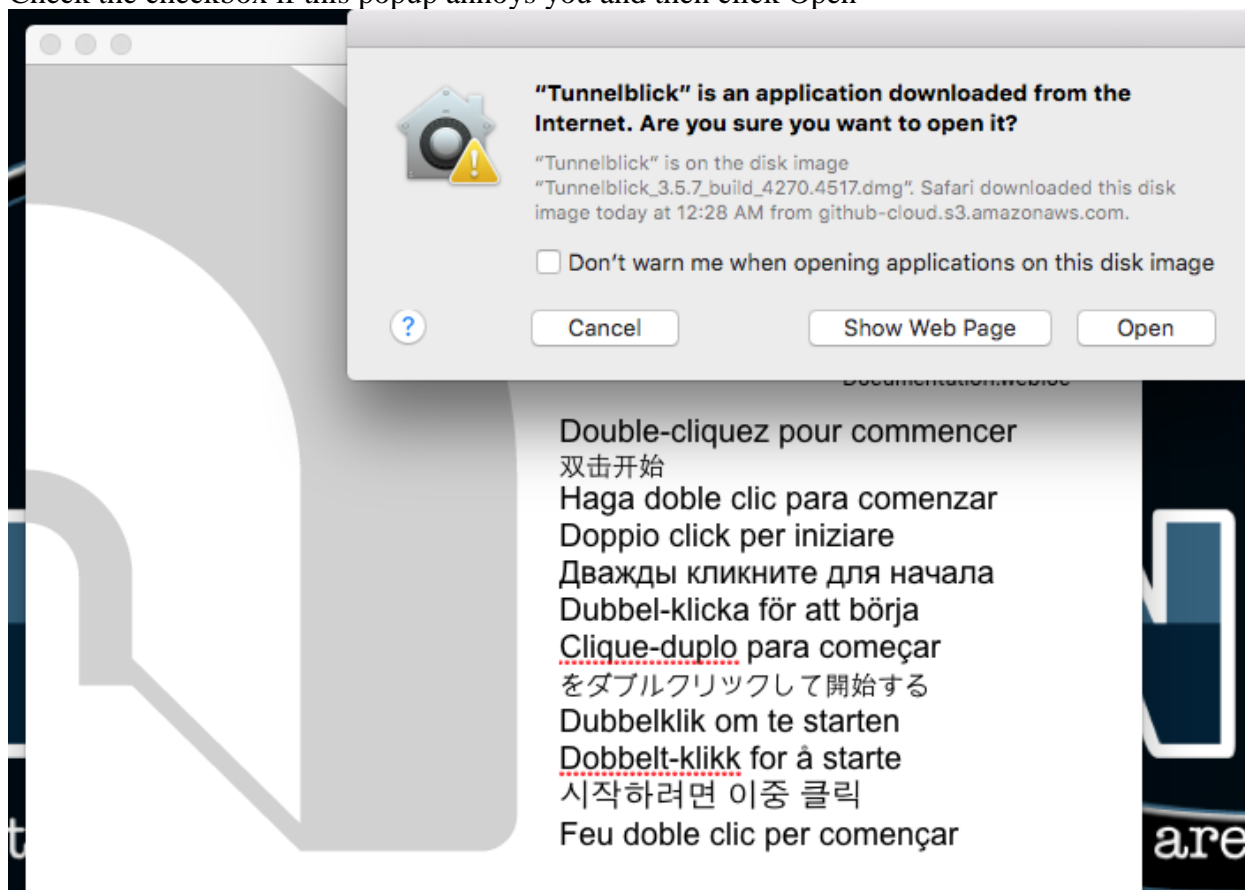 Check the checkbox if this popup annoys you and then click Open
“Tunnelblick” is an application downloaded from the
Internet. Are you sure you want to open it?
“Tunnelblick” is on the disk image
“Tunnelblick_3.5.7_build_4270.4517.dmg”. Safari downloaded this disk
image today at 12:28 AM from github-cloud.s3.amazonaws.com.
Don’t warn me when opening applications on this disk image
?
Cancel
Show Web Page
Open
Documentation.webloc
Double-cliquez pour commencer
双击开始
Haga doble clic para comenzar
Doppio click per iniziare
Дважды кликните для начала
Dubbel-klicka för att börja
Clique-duplo para começar
をダブルクリックして開始する
Dubbelklik om te starten
Dobbelt-klikk for å starte
시작하려면 이중 클릭
Feu doble clic per començar
are